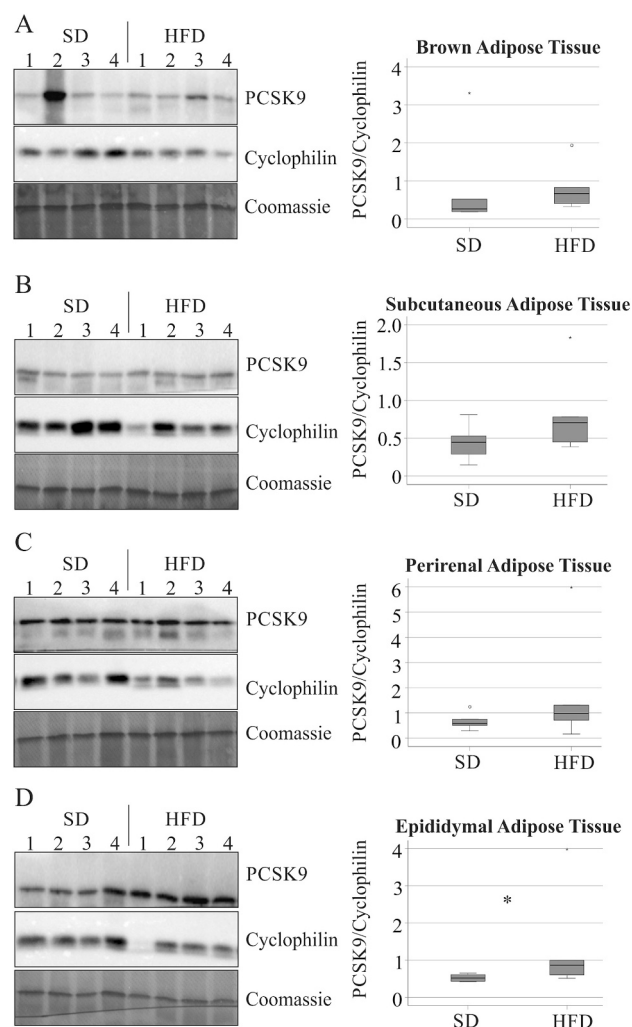 A
SD HFD
1 2 3 4 1 2 3 4
PCSK9
Cyclophilin
Coomassie
Brown Adipose Tissue
PCSK9/Cyclophilin
4
3
2
1
0
SD HFD
B
SD HFD
1 2 3 4 1 2 3 4
PCSK9
Cyclophilin
Coomassie
Subcutaneous Adipose Tissue
PCSK9/Cyclophilin
2.0
1.5
1.0
0.5
0
SD HFD
C
SD HFD
1 2 3 4 1 2 3 4
PCSK9
Cyclophilin
Coomassie
Perirenal Adipose Tissue
PCSK9/Cyclophilin
6
5
4
3
2
1
0
SD HFD
D
SD HFD
1 2 3 4 1 2 3 4
PCSK9
Cyclophilin
Coomassie
Epididymal Adipose Tissue
PCSK9/Cyclophilin
4
3
2
1
0
*
SD HFD